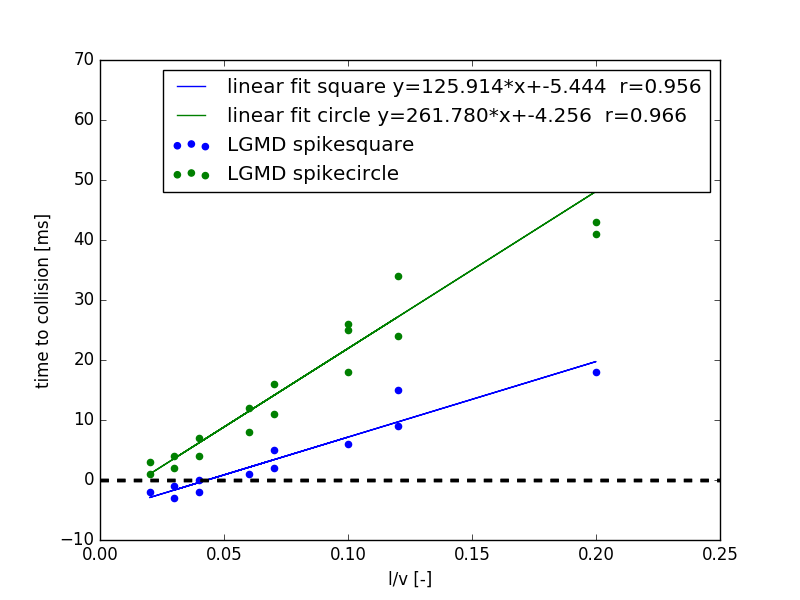 70
60
50
40
30
20
10
0
−10
0.00 0.05 0.10 0.15 0.20 0.25
time to collision [ms]
l/v [-]
linear fit square y=125.914*x+-5.444 r=0.956
linear fit circle y=261.780*x+-4.256 r=0.966
LGMD spikesquare
LGMD spikecircle